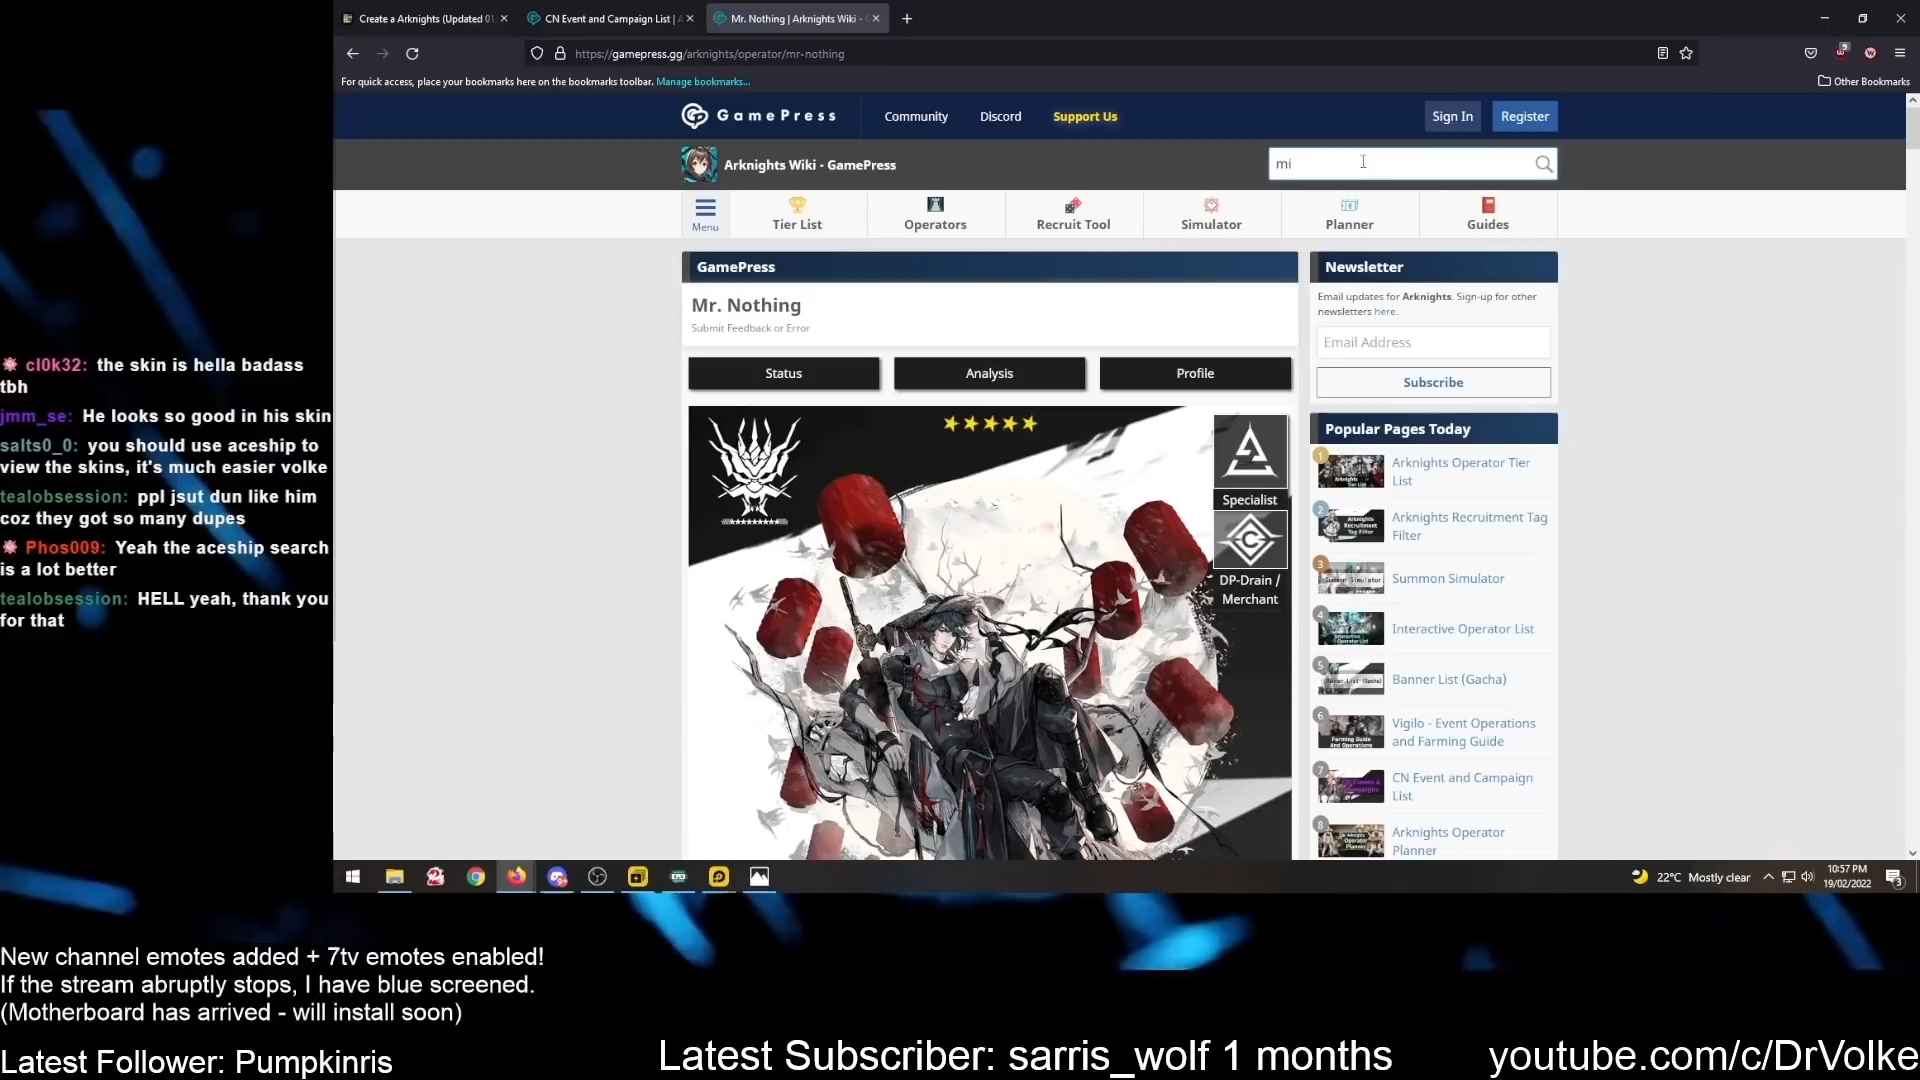 Create a Arknights (Updated 01
CN Event and Campaign List | A
Mr. Nothing | Arknights Wiki -
https://gamepress.gg/arknights/operator/mr-nothing
For quick access, place your bookmarks here on the bookmarks toolbar. Manage bookmarks...
Other Bookmarks
GamePress
Community
Discord
Support Us
Sign In
Register
Arknights Wiki - GamePress
mi
Menu
Tier List
Operators
Recruit Tool
Simulator
Planner
Guides
GamePress
Mr. Nothing
Submit Feedback or Error
Status
Analysis
Profile
Specialist
DP-Drain /
Merchant
Newsletter
Email updates for Arknights. Sign-up for other
newsletters here.
Email Address
Subscribe
Popular Pages Today
1
Arknights Operator Tier
List
2
Arknights Recruitment Tag
Filter
3
Summon Simulator
4
Interactive Operator List
5
Banner List (Gacha)
6
Vigilo - Event Operations
and Farming Guide
7
CN Event and Campaign
List
8
Arknights Operator
Planner
cl0k32: the skin is hella badass
tbh
jmm_se: He looks so good in his skin
salts0_0: you should use aceship to
view the skins, it's much easier volke
tealobsession: ppl jsut dun like him
coz they got so many dupes
Phos009: Yeah the aceship search
is a lot better
tealobsession: HELL yeah, thank you
for that
22°C Mostly clear
10:57 PM
19/02/2022
3
New channel emotes added + 7tv emotes enabled!
If the stream abruptly stops, I have blue screened.
(Motherboard has arrived - will install soon)
Latest Follower: Pumpkinris
Latest Subscriber: sarris_wolf 1 months
youtube.com/c/DrVolke